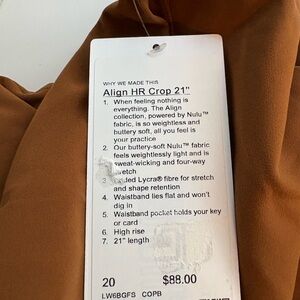 WHY WE MADE THIS
Align HR Crop 21"
1. When feeling nothing is
everything. The Align
collection, powered by Nulu™
fabric, is so weightless and
buttery soft, all you feel is
your practice
2. Our buttery-soft Nulu™ fabric
feels weightlessly light and is
sweat-wicking and four-way
stretch
3. Lycra® fibre for stretch
and shape retention
4. Waistband lies flat and won't
dig in
5. Waistband pocket holds your key
or card
6. High rise
7. 21" length
20 $88.00
LW6BGFS COPB